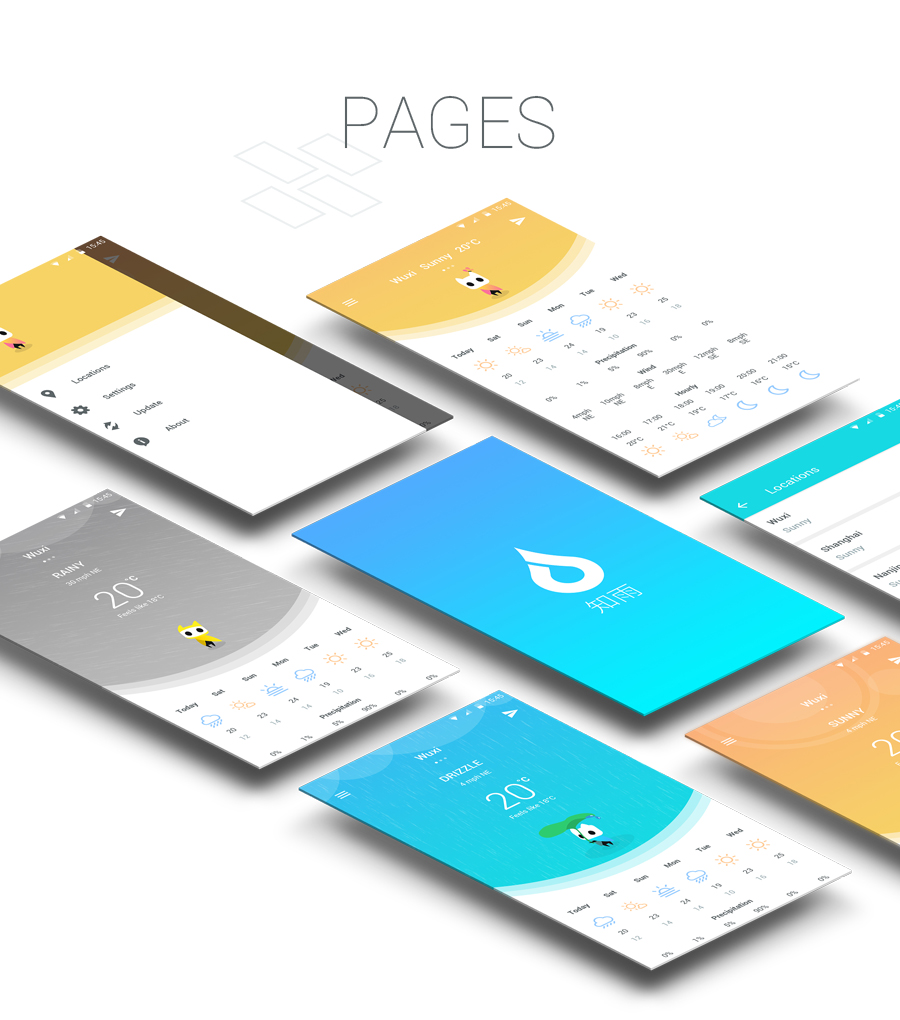 PAGES
15:45
Locations
Settings
Update
About
15:45
Wuxi Sunny 20°C
Today Sat Sun Mon Tue Wed
20 23 24 19 23 25
12 14 14 10 16 18
Precipitation
0% 1% 5% 90% 0% 0%
Wind
4mph 10mph 8mph 30mph 12mph 8mph
NE NE E E SE SE
Hourly
16:00 17:00 18:00 19:00 20:00 21:00
20°C 21°C 19°C 17°C 16°C 15°C
15:45
Locations
Wuxi
Sunny
Shanghai
Sunny
知雨
15:45
Wuxi
RAINY
30 mph NE
20°C
Feels like 18°C
Today Sat Sun Mon Tue Wed
20 23 24 19 23 25
12 14 14 10 16 18
Precipitation
0% 1% 5% 90% 0% 0%
15:45
Wuxi
DRIZZLE
4 mph NE
20°C
Feels like 18°C
Today Sat Sun Mon Tue Wed
20 23 24 19 23 25
12 14 14 10 16 18
Precipitation
0% 1% 5% 90% 0% 0%
15:45
Wuxi
SUNNY
4 mph NE